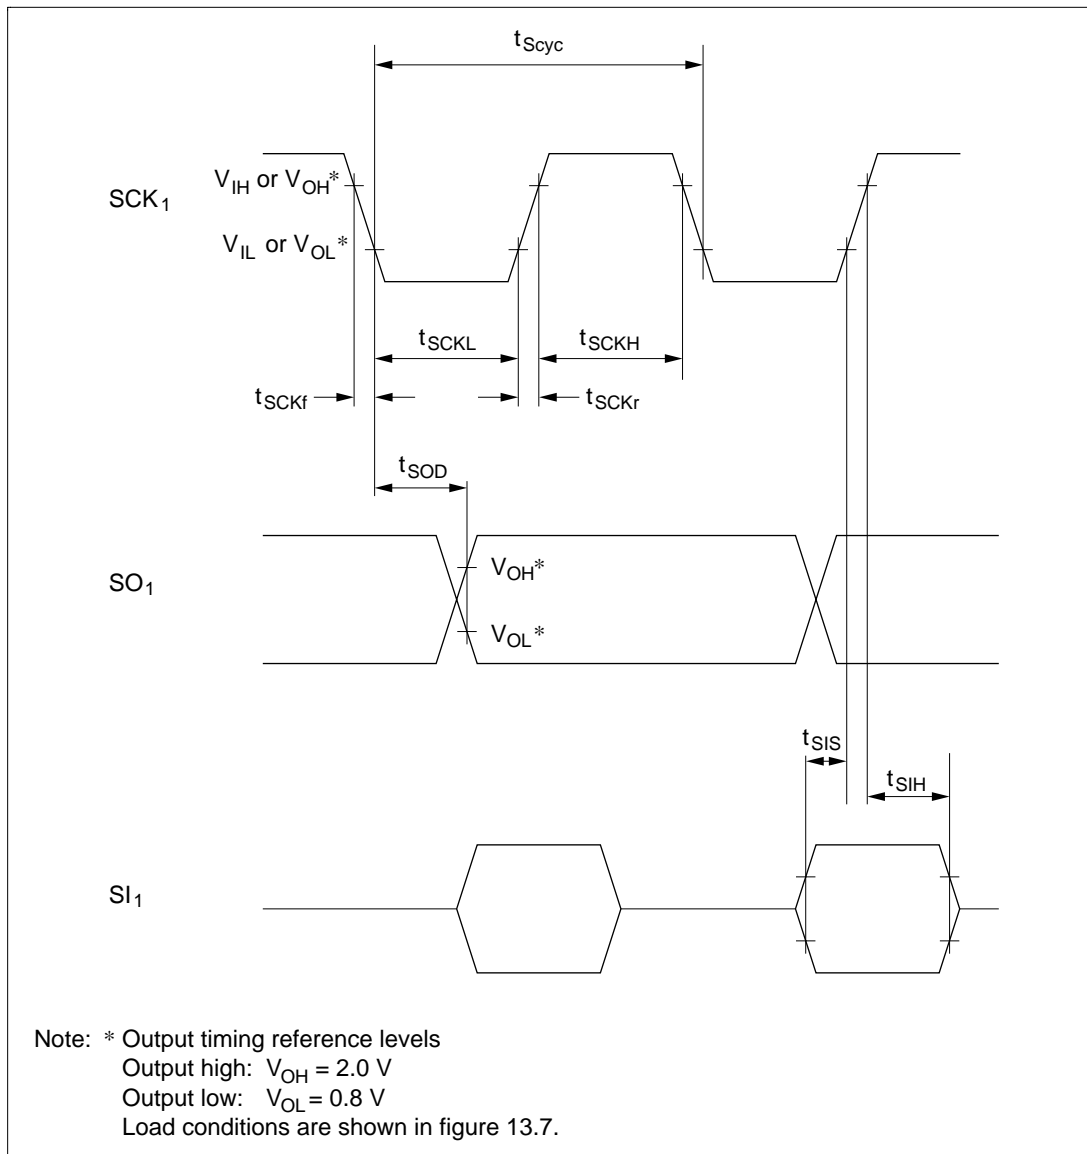 tScyc
SCK1
VIH or VOH*
VIL or VOL*
tSCKL
tSCKH
tSCKf
tSCKr
tSOD
SO1
VOH*
VOL*
tSIS
tSIH
SI1
Note: * Output timing reference levels
Output high: VOH = 2.0 V
Output low: VOL = 0.8 V
Load conditions are shown in figure 13.7.